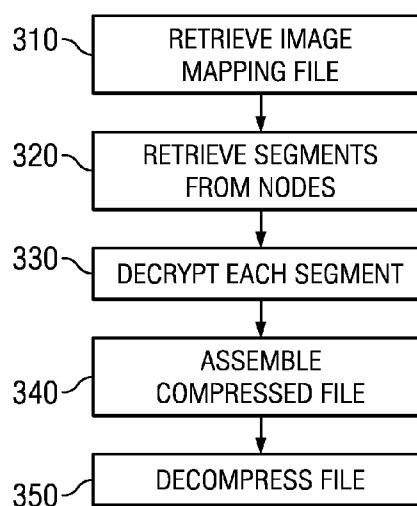 310
RETRIEVE IMAGE
MAPPING FILE
320
RETRIEVE SEGMENTS
FROM NODES
330
DECRYPT EACH SEGMENT
340
ASSEMBLE
COMPRESSED FILE
350
DECOMPRESS FILE